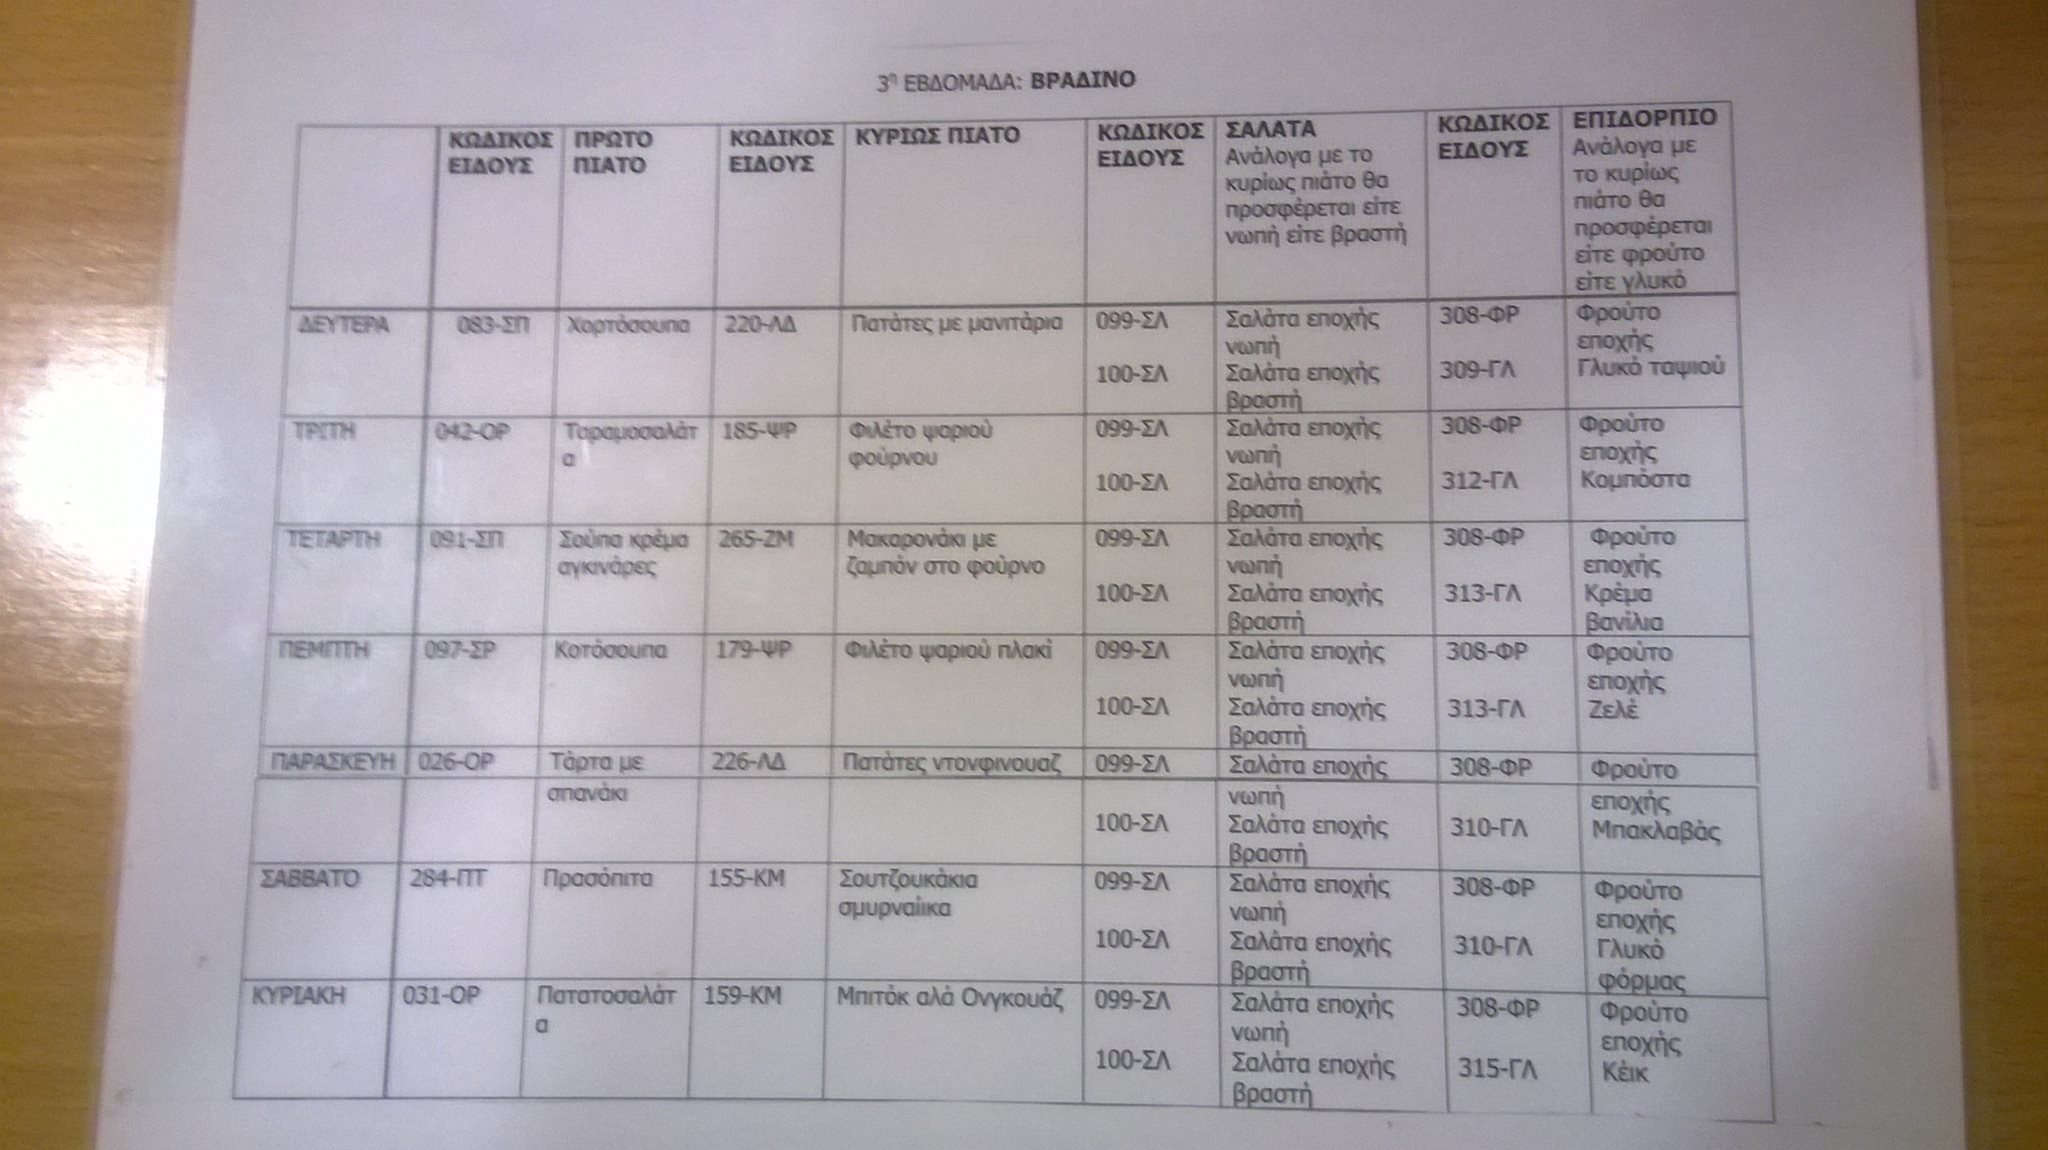 3η ΕΒΔΟΜΑΔΑ: ΒΡΑΔΙΝΟ
ΚΩΔΙΚΟΣ ΕΙΔΟΥΣ ΠΡΩΤΟ ΠΙΑΤΟ ΚΩΔΙΚΟΣ ΕΙΔΟΥΣ ΚΥΡΙΩΣ ΠΙΑΤΟ ΚΩΔΙΚΟΣ ΕΙΔΟΥΣ ΣΑΛΑΤΑ
Ανάλογα με το
κυρίως πιάτο θα
προσφέρεται είτε
νωπή είτε βραστή
ΚΩΔΙΚΟΣ ΕΙΔΟΥΣ ΕΠΙΔΟΡΠΙΟ
Ανάλογα με
το κυρίως
πιάτο θα
προσφέρεται
είτε φρούτο
είτε γλυκό
ΔΕΥΤΕΡΑ 083-ΣΠ Χορτόσουπα 220-ΛΔ Πατάτες με μανιτάρια 099-ΣΛ Σαλάτα εποχής 308-ΦΡ Φρούτο
νωπή εποχής
100-ΣΛ Σαλάτα εποχής 309-ΓΛ Γλυκό ταψιού
βραστή
ΤΡΙΤΗ 042-ΟΡ Ταραμοσαλάτ 185-ΨΡ Φιλέτο ψαριού 099-ΣΛ Σαλάτα εποχής 308-ΦΡ Φρούτο
α φούρνου νωπή εποχής
100-ΣΛ Σαλάτα εποχής 312-ΓΛ Κομπόστα
βραστή
ΤΕΤΑΡΤΗ 091-ΣΠ Σούπα κρέμα 265-ΖΜ Μακαρονάκι με 099-ΣΛ Σαλάτα εποχής 308-ΦΡ Φρούτο
αγκινάρες ζαμπόν στο φούρνο νωπή εποχής
100-ΣΛ Σαλάτα εποχής 313-ΓΛ Κρέμα
βραστή βανίλια
ΠΕΜΠΤΗ 097-ΣΡ Κοτόσουπα 179-ΨΡ Φιλέτο ψαριού πλακί 099-ΣΛ Σαλάτα εποχής 308-ΦΡ Φρούτο
νωπή εποχής
100-ΣΛ Σαλάτα εποχής 313-ΓΛ Ζελέ
βραστή
ΠΑΡΑΣΚΕΥΗ 026-ΟΡ Τάρτα με 226-ΛΔ Πατάτες ντονφινουαζ 099-ΣΛ Σαλάτα εποχής 308-ΦΡ Φρούτο
σπανάκι νωπή εποχής
100-ΣΛ Σαλάτα εποχής 310-ΓΛ Μπακλαβάς
βραστή
ΣΑΒΒΑΤΟ 284-ΠΤ Πρασόπιτα 155-ΚΜ Σουτζουκάκια 099-ΣΛ Σαλάτα εποχής 308-ΦΡ Φρούτο
σμυρναίικα νωπή εποχής
100-ΣΛ Σαλάτα εποχής 310-ΓΛ Γλυκό
βραστή φόρμας
ΚΥΡΙΑΚΗ 031-ΟΡ Πατατοσαλάτ 159-ΚΜ Μπιτόκ αλά Ονγκουάζ 099-ΣΛ Σαλάτα εποχής 308-ΦΡ Φρούτο
α νωπή εποχής
100-ΣΛ Σαλάτα εποχής 315-ΓΛ Κέικ
βραστή